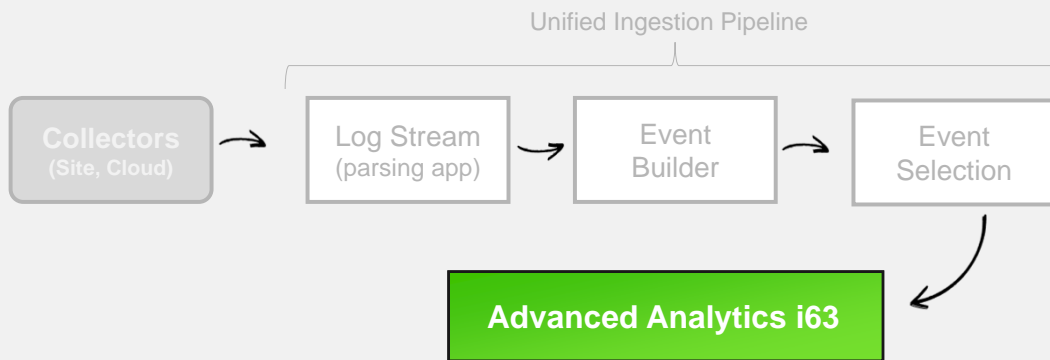 Unified Ingestion Pipeline
Collectors
(Site, Cloud)
Log Stream
(parsing app)
Event
Builder
Event
Selection
Advanced Analytics i63